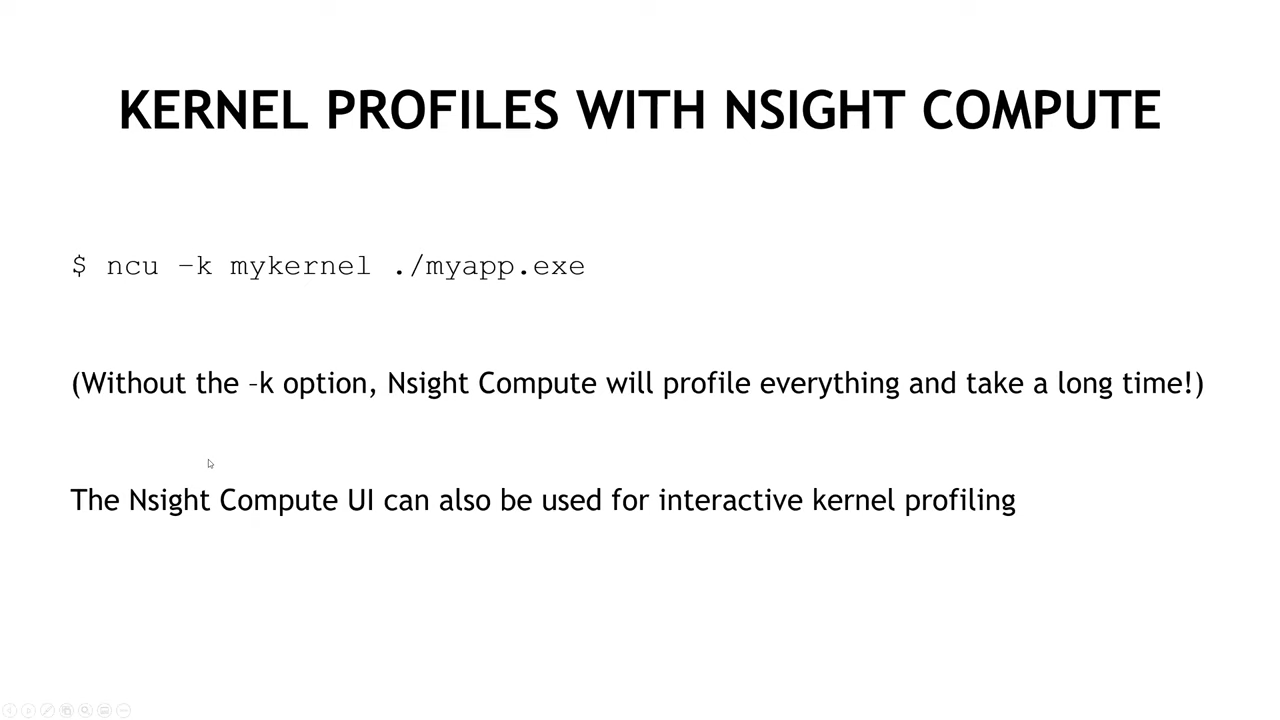 KERNEL PROFILES WITH NSIGHT COMPUTE
$ ncu –k mykernel ./myapp.exe
(Without the –k option, Nsight Compute will profile everything and take a long time!)
The Nsight Compute UI can also be used for interactive kernel profiling